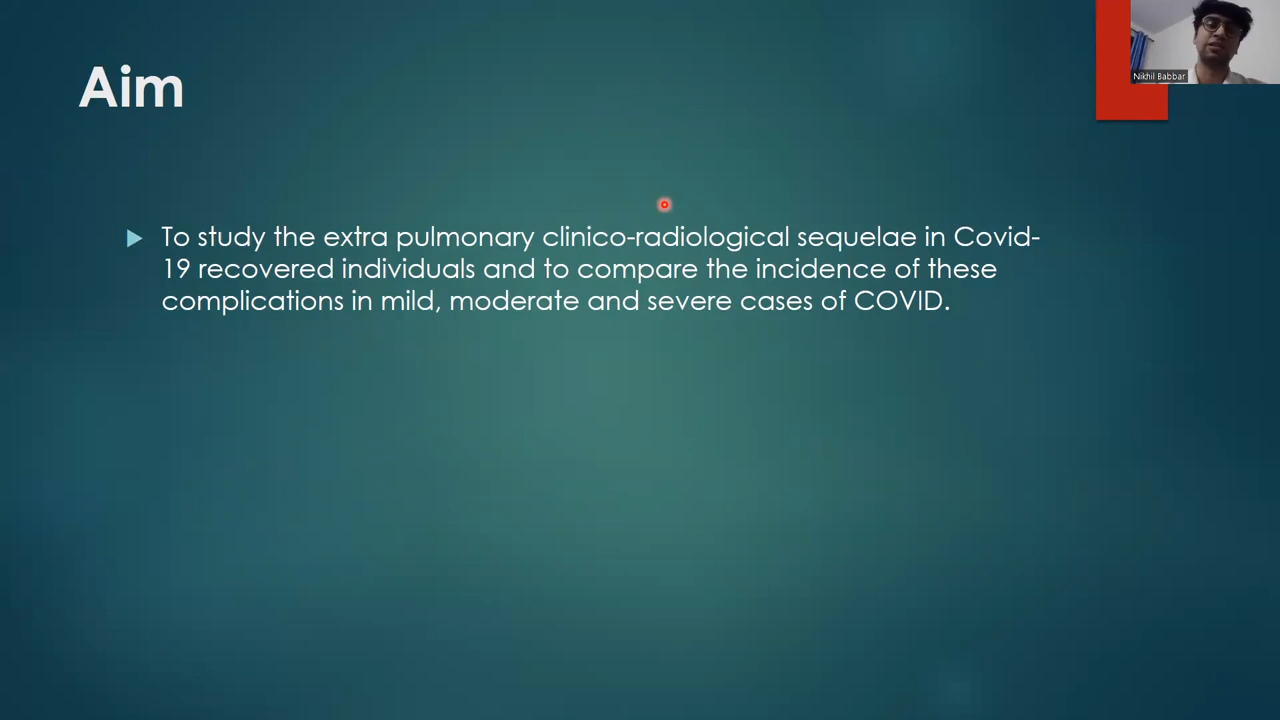 Aim
Nikhil Babbar
To study the extra pulmonary clinico-radiological sequelae in Covid-
19 recovered individuals and to compare the incidence of these
complications in mild, moderate and severe cases of COVID.